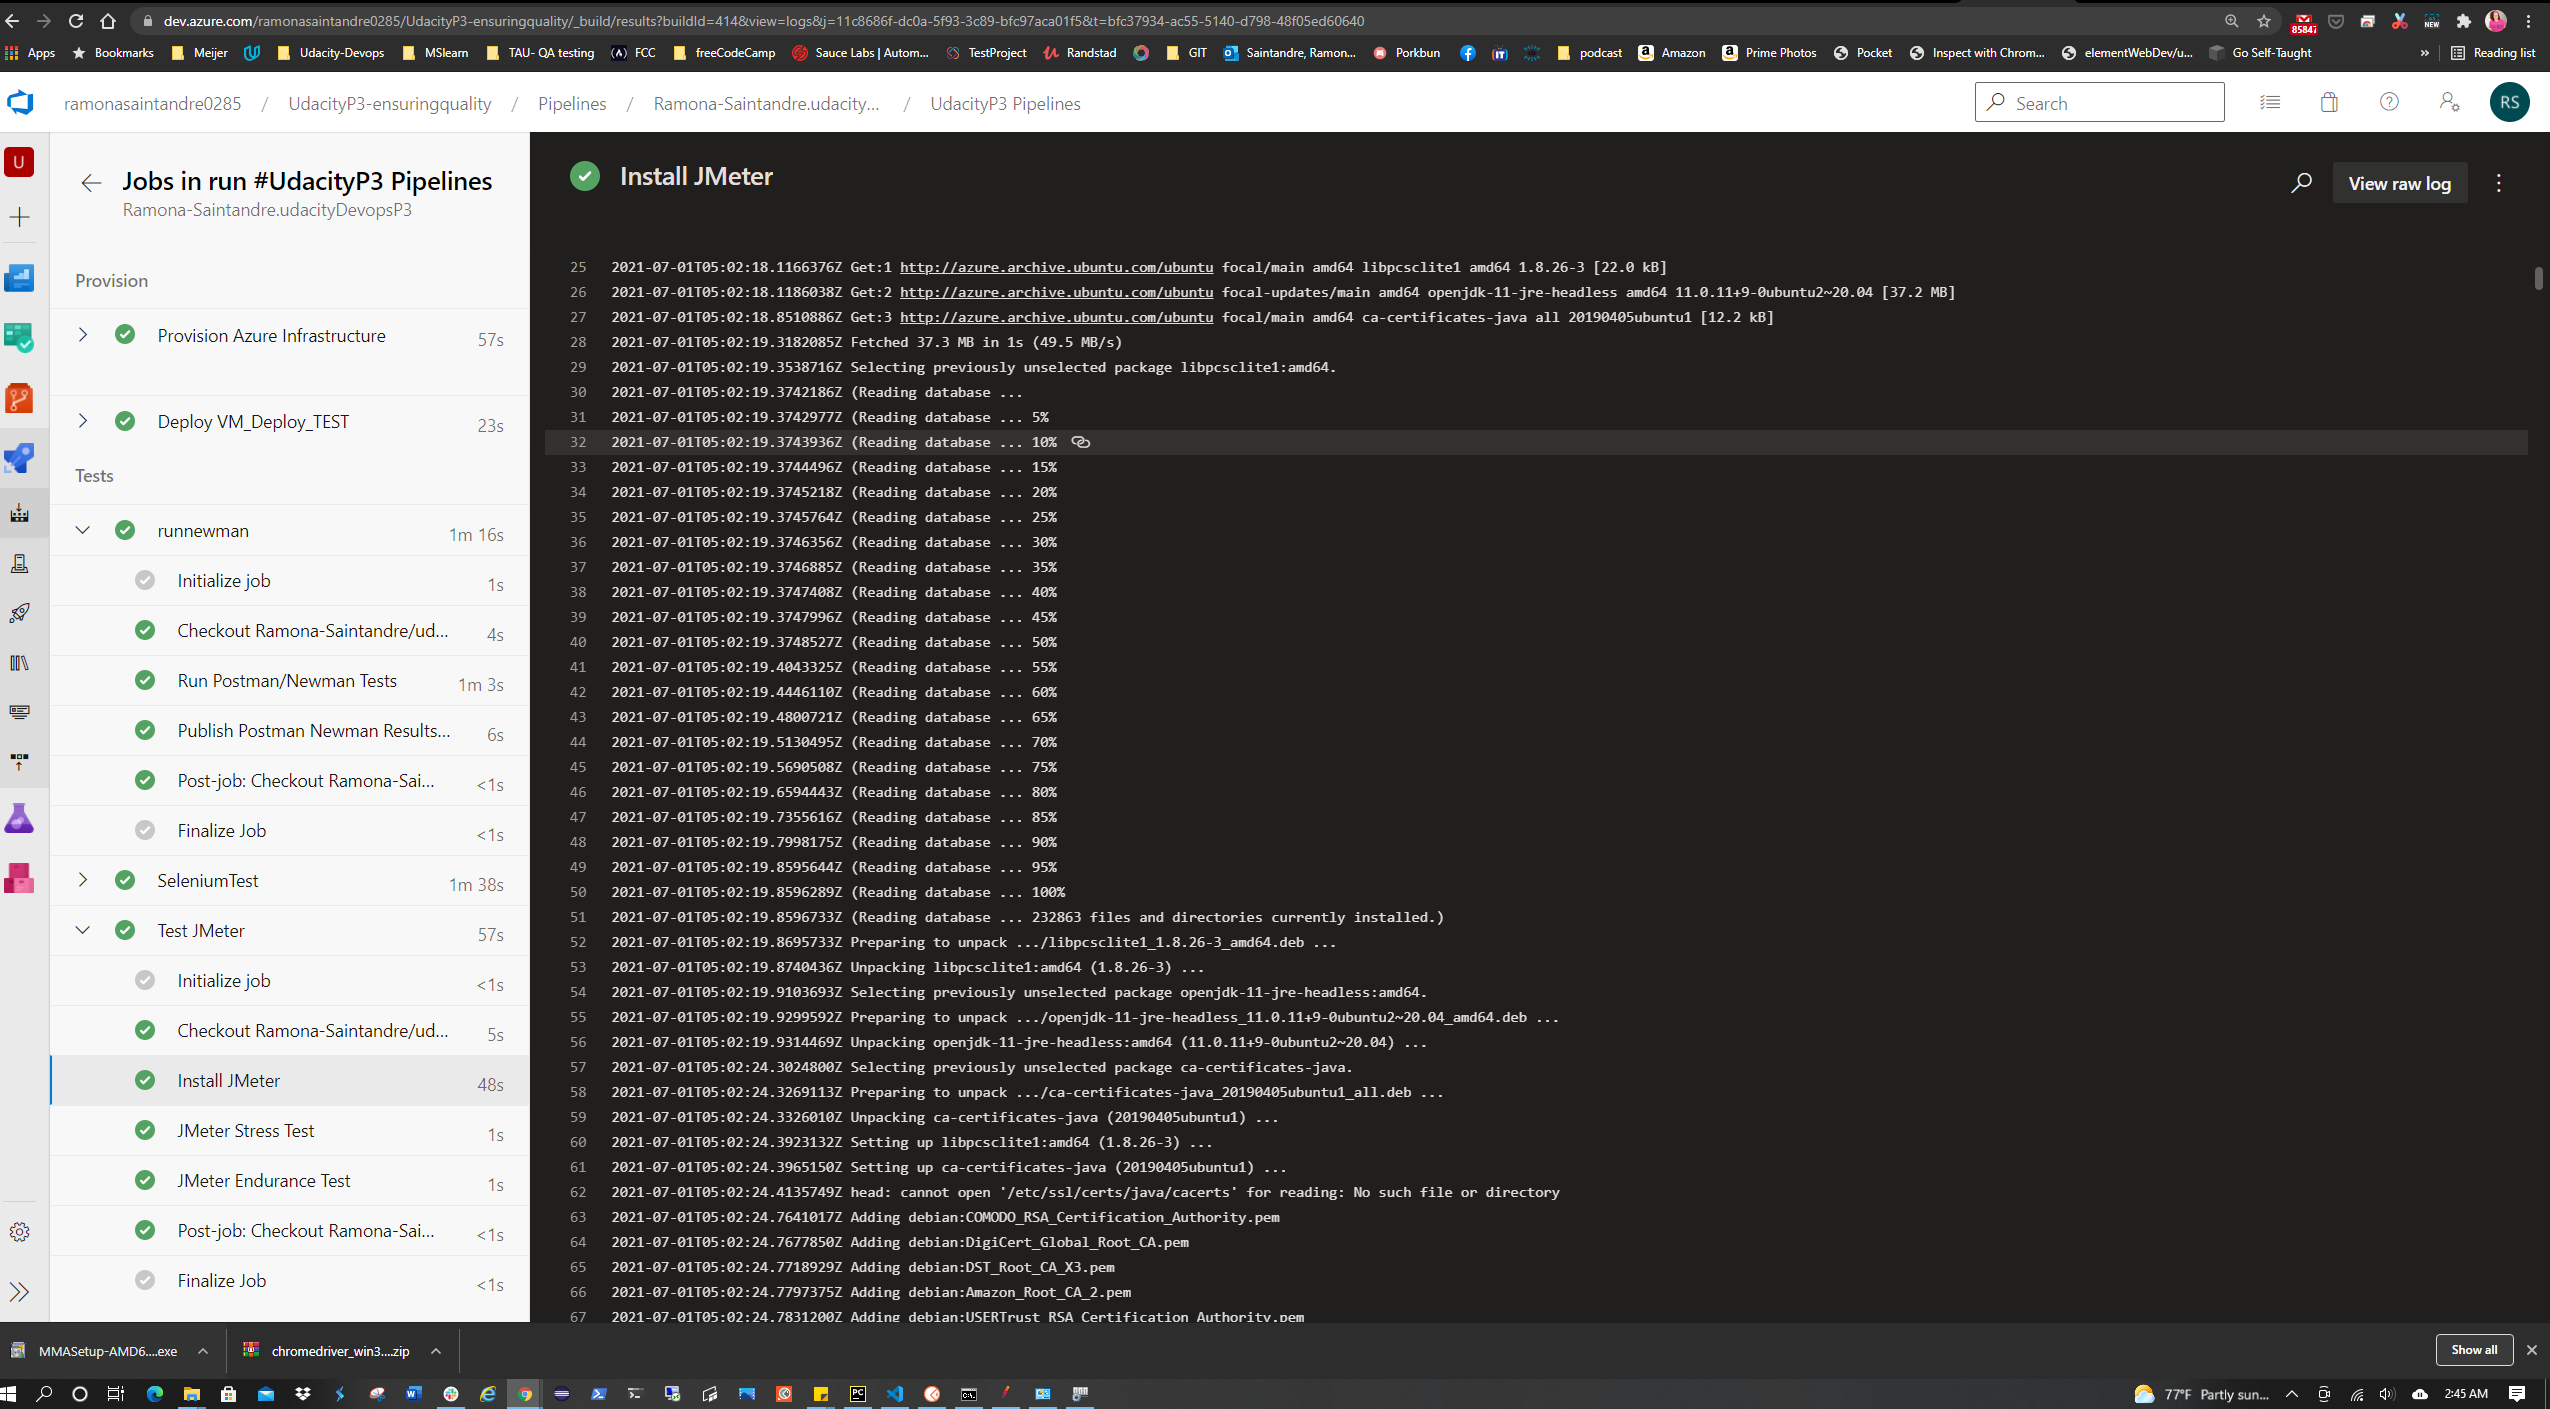 dev.azure.com/ramonasaintandre0285/UdacityP3-ensuringquality/_build/results?buildId=414&view=logs&j=11c8686f-dc0a-5f93-3c89-bfc97aca01f5&t=bfc37934-ac55-5140-d798-48f05ed60640
85847
NEW
Apps Bookmarks Meijer Udacity-Devops MSlearn TAU- QA testing FCC freeCodeCamp Sauce Labs | Autom... TestProject Randstad GIT Saintandre, Ramon... Porkbun podcast Amazon Prime Photos Pocket Inspect with Chrom... elementWebDev/u... Go Self-Taught » Reading list
ramonasaintandre0285 / UdacityP3-ensuringquality / Pipelines / Ramona-Saintandre.udacity... / UdacityP3 Pipelines
Search
RS
U
Jobs in run #UdacityP3 Pipelines
Ramona-Saintandre.udacityDevopsP3
Provision
Provision Azure Infrastructure 57s
Deploy VM_Deploy_TEST 23s
Tests
runnewman 1m 16s
Initialize job 1s
Checkout Ramona-Saintandre/ud... 4s
Run Postman/Newman Tests 1m 3s
Publish Postman Newman Results... 6s
Post-job: Checkout Ramona-Sai... <1s
Finalize Job <1s
SeleniumTest 1m 38s
Test JMeter 57s
Initialize job <1s
Checkout Ramona-Saintandre/ud... 5s
Install JMeter 48s
JMeter Stress Test 1s
JMeter Endurance Test 1s
Post-job: Checkout Ramona-Sai... <1s
Finalize Job <1s
Install JMeter
View raw log
25 2021-07-01T05:02:18.1166376Z Get:1 http://azure.archive.ubuntu.com/ubuntu focal/main amd64 libpcsclite1 amd64 1.8.26-3 [22.0 kB]
26 2021-07-01T05:02:18.1186038Z Get:2 http://azure.archive.ubuntu.com/ubuntu focal-updates/main amd64 openjdk-11-jre-headless amd64 11.0.11+9-0ubuntu2~20.04 [37.2 MB]
27 2021-07-01T05:02:18.8510886Z Get:3 http://azure.archive.ubuntu.com/ubuntu focal/main amd64 ca-certificates-java all 20190405ubuntu1 [12.2 kB]
28 2021-07-01T05:02:19.3182085Z Fetched 37.3 MB in 1s (49.5 MB/s)
29 2021-07-01T05:02:19.3538716Z Selecting previously unselected package libpcsclite1:amd64.
30 2021-07-01T05:02:19.3742186Z (Reading database ...
31 2021-07-01T05:02:19.3742977Z (Reading database ... 5%
32 2021-07-01T05:02:19.3743936Z (Reading database ... 10%
33 2021-07-01T05:02:19.3744496Z (Reading database ... 15%
34 2021-07-01T05:02:19.3745218Z (Reading database ... 20%
35 2021-07-01T05:02:19.3745764Z (Reading database ... 25%
36 2021-07-01T05:02:19.3746356Z (Reading database ... 30%
37 2021-07-01T05:02:19.3746885Z (Reading database ... 35%
38 2021-07-01T05:02:19.3747408Z (Reading database ... 40%
39 2021-07-01T05:02:19.3747996Z (Reading database ... 45%
40 2021-07-01T05:02:19.3748527Z (Reading database ... 50%
41 2021-07-01T05:02:19.4043325Z (Reading database ... 55%
42 2021-07-01T05:02:19.4446110Z (Reading database ... 60%
43 2021-07-01T05:02:19.4800721Z (Reading database ... 65%
44 2021-07-01T05:02:19.5130495Z (Reading database ... 70%
45 2021-07-01T05:02:19.5690508Z (Reading database ... 75%
46 2021-07-01T05:02:19.6594443Z (Reading database ... 80%
47 2021-07-01T05:02:19.7355616Z (Reading database ... 85%
48 2021-07-01T05:02:19.7998175Z (Reading database ... 90%
49 2021-07-01T05:02:19.8595644Z (Reading database ... 95%
50 2021-07-01T05:02:19.8596289Z (Reading database ... 100%
51 2021-07-01T05:02:19.8596733Z (Reading database ... 232863 files and directories currently installed.)
52 2021-07-01T05:02:19.8695733Z Preparing to unpack .../libpcsclite1_1.8.26-3_amd64.deb ...
53 2021-07-01T05:02:19.8740436Z Unpacking libpcsclite1:amd64 (1.8.26-3) ...
54 2021-07-01T05:02:19.9103693Z Selecting previously unselected package openjdk-11-jre-headless:amd64.
55 2021-07-01T05:02:19.9299592Z Preparing to unpack .../openjdk-11-jre-headless_11.0.11+9-0ubuntu2~20.04_amd64.deb ...
56 2021-07-01T05:02:19.9314469Z Unpacking openjdk-11-jre-headless:amd64 (11.0.11+9-0ubuntu2~20.04) ...
57 2021-07-01T05:02:24.3024800Z Selecting previously unselected package ca-certificates-java.
58 2021-07-01T05:02:24.3269113Z Preparing to unpack .../ca-certificates-java_20190405ubuntu1_all.deb ...
59 2021-07-01T05:02:24.3326010Z Unpacking ca-certificates-java (20190405ubuntu1) ...
60 2021-07-01T05:02:24.3923132Z Setting up libpcsclite1:amd64 (1.8.26-3) ...
61 2021-07-01T05:02:24.3965150Z Setting up ca-certificates-java (20190405ubuntu1) ...
62 2021-07-01T05:02:24.4135749Z head: cannot open '/etc/ssl/certs/java/cacerts' for reading: No such file or directory
63 2021-07-01T05:02:24.7641017Z Adding debian:COMODO_RSA_Certification_Authority.pem
64 2021-07-01T05:02:24.7677850Z Adding debian:DigiCert_Global_Root_CA.pem
65 2021-07-01T05:02:24.7718929Z Adding debian:DST_Root_CA_X3.pem
66 2021-07-01T05:02:24.7797375Z Adding debian:Amazon_Root_CA_2.pem
67 2021-07-01T05:02:24.7831200Z Adding debian:USERTrust_RSA_Certification_Authority.pem
MMASetup-AMD6....exe chromedriver_win3....zip Show all
77°F Partly sun... 2:45 AM